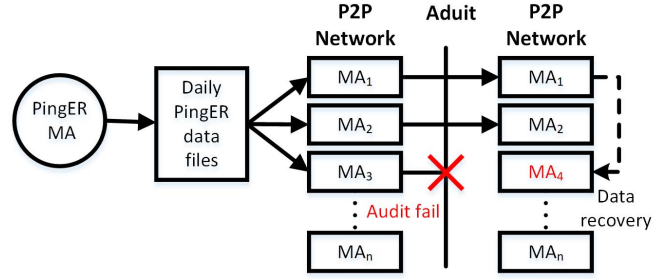 P2P
Network
Aduit
P2P
Network
PingER
MA
Daily
PingER
data
files
MA₁
MA₂
MA₃
Audit fail
⋮
MAₙ
MA₁
MA₂
MA₄
Data
recovery
⋮
MAₙ